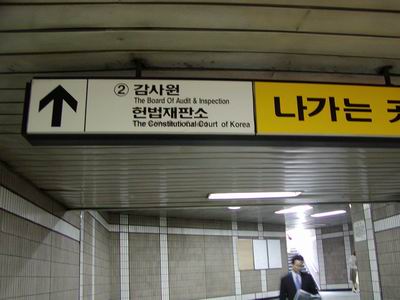 ② 감사원
The Board Of Audit & Inspection
헌법재판소
The Constitutional Court of Korea
나가는